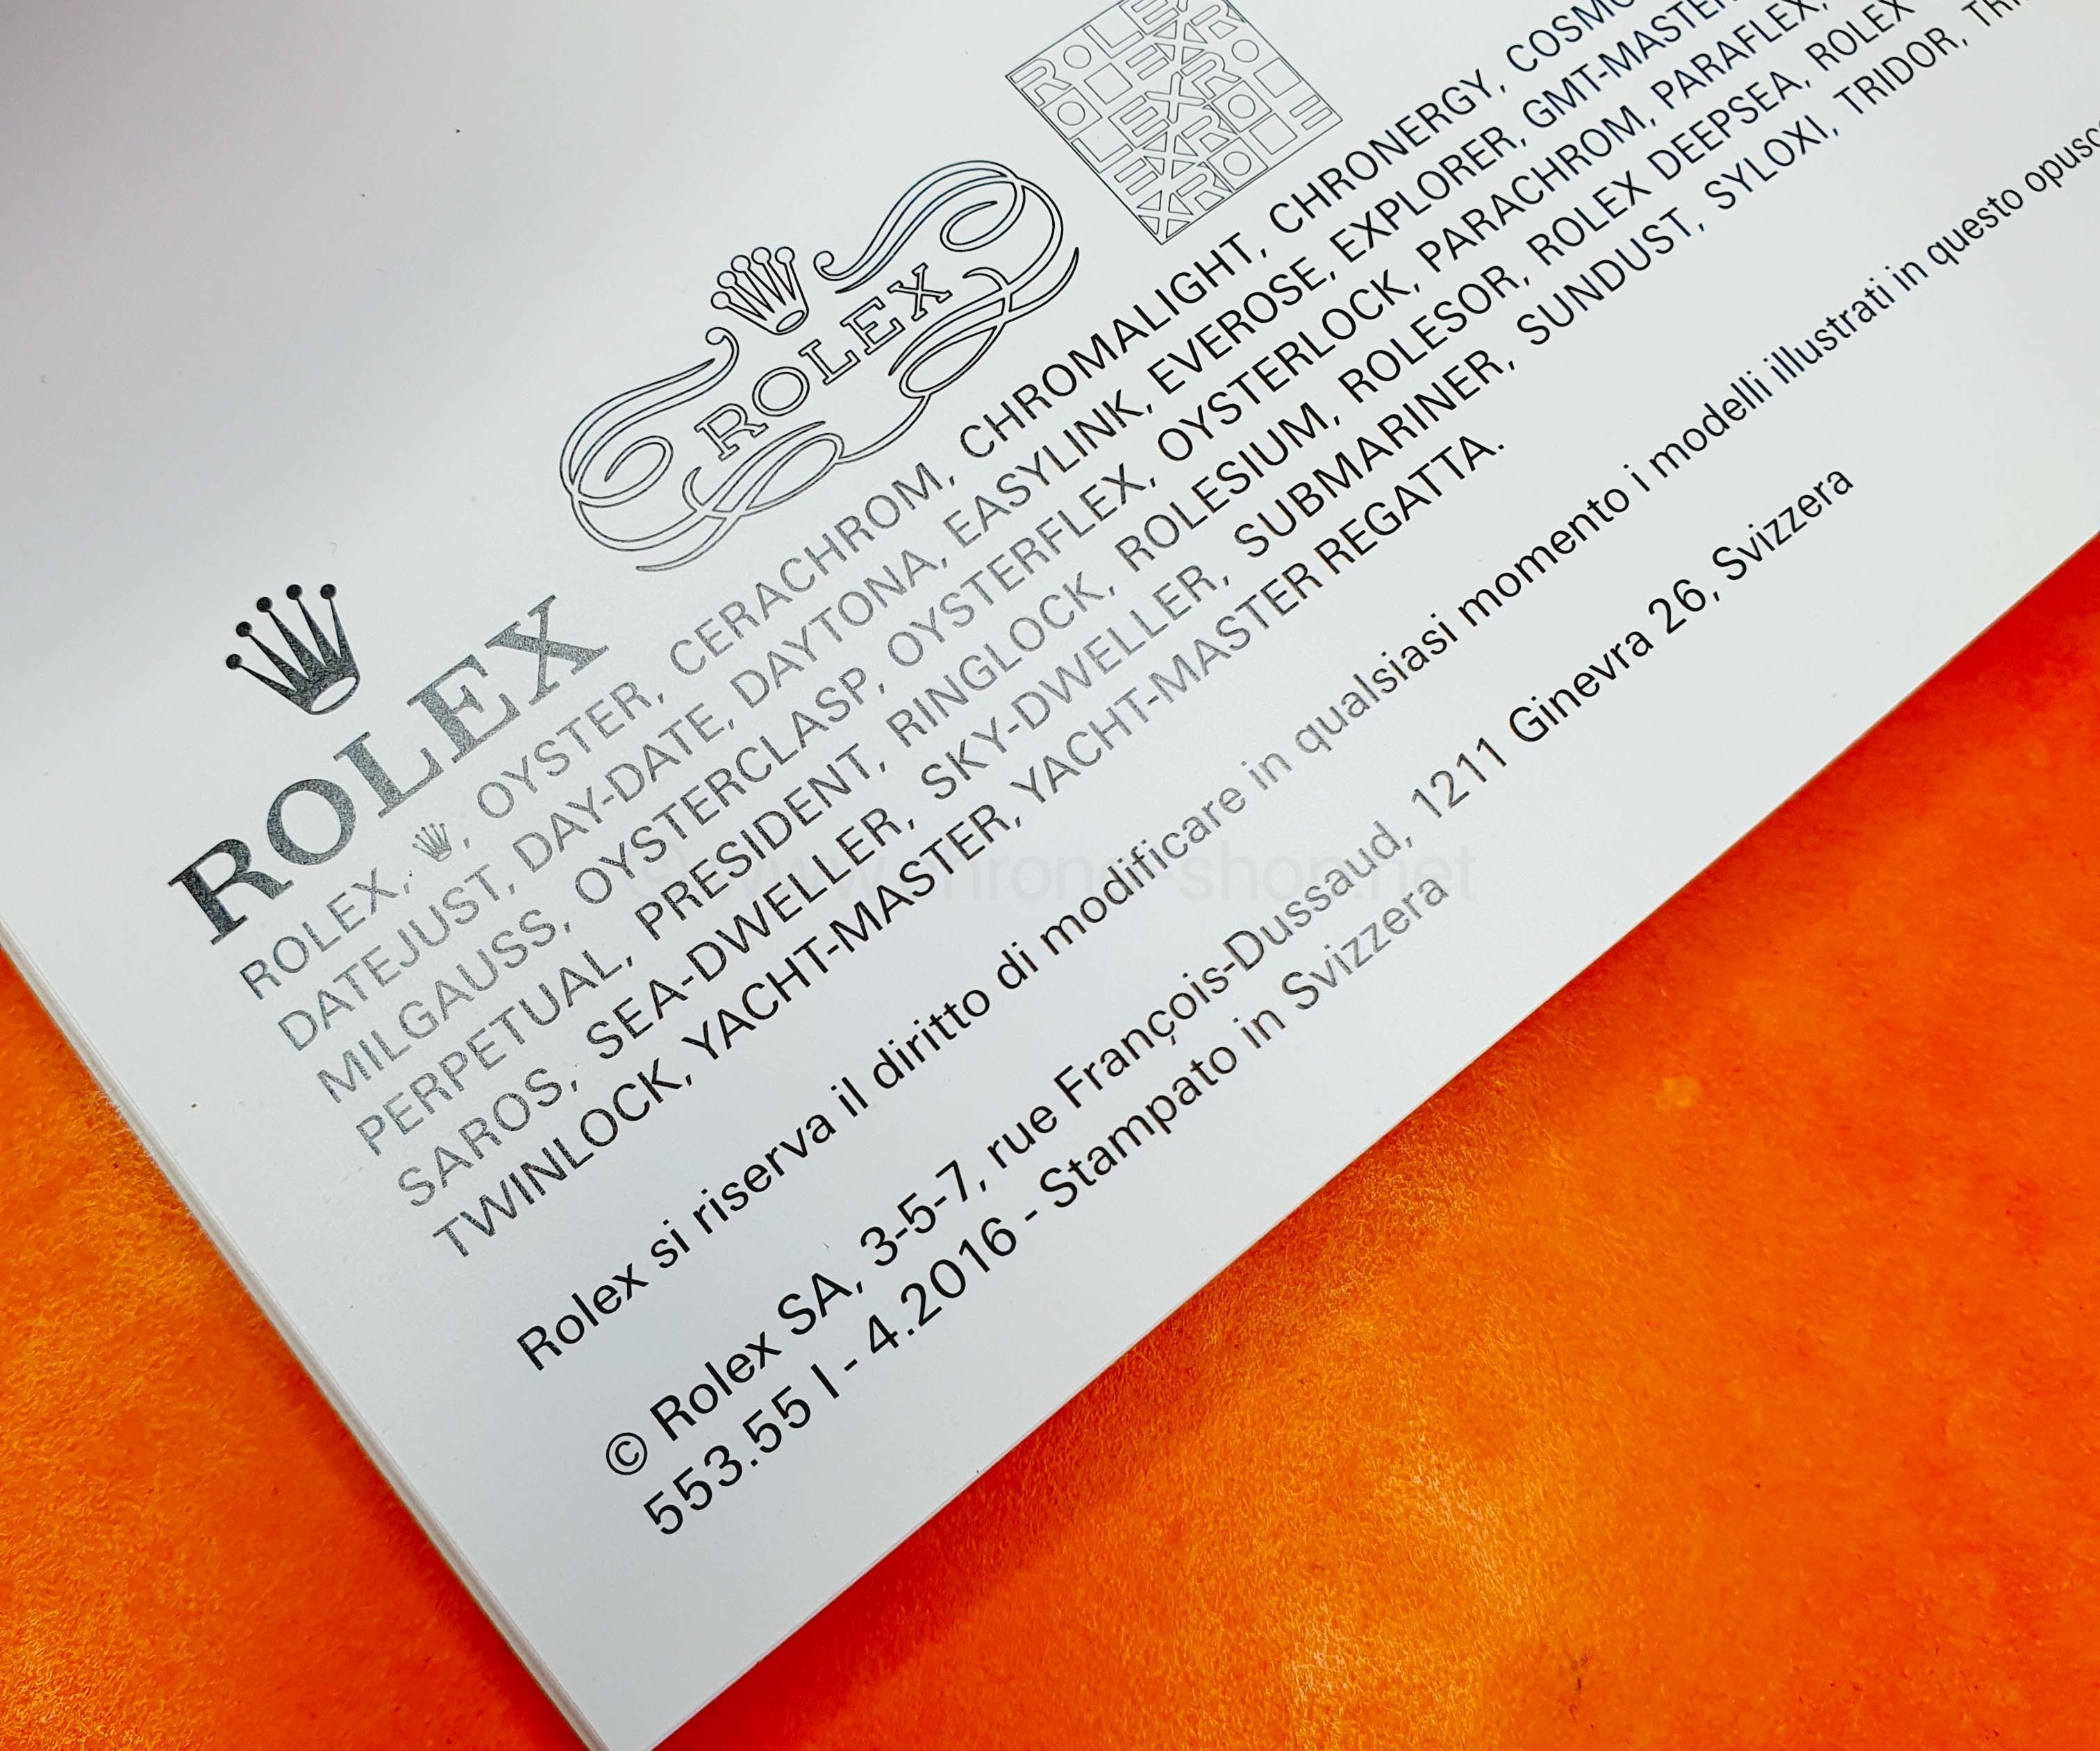 ROLEX
ROLEX
ROLEX, OYSTER, CERACHROM, CHROMALIGHT, CHRONERGY,
DATEJUST, DAY-DATE, DAYTONA, EASYLINK, EVEROSE, EXPLORER, GMT-MASTER
MILGAUSS, OYSTERCLASP, OYSTERFLEX, OYSTERLOCK, PARACHROM, PARAFLEX,
PERPETUAL, PRESIDENT, RINGLOCK, ROLESIUM, ROLESOR, ROLEX DEEPSEA, ROLEX
SAROS, SEA-DWELLER, SKY-DWELLER, SUBMARINER, SUNDUST, SYLOXI, TRIDOR,
TWINLOCK, YACHT-MASTER, YACHT-MASTER REGATTA.
Rolex si riserva il diritto di modificare in qualsiasi momento i modelli illustrati in questo
© Rolex SA, 3-5-7, rue François-Dussaud, 1211 Ginevra 26, Svizzera
553.55 I - 4.2016 - Stampato in Svizzera